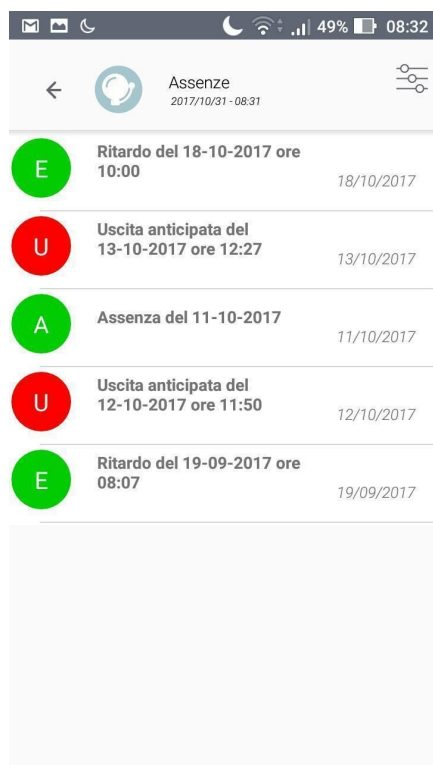 49% 08:32
Assenze
2017/10/31 - 08:31
E
Ritardo del 18-10-2017 ore
10:00
18/10/2017
U
Uscita anticipata del
13-10-2017 ore 12:27
13/10/2017
A
Assenza del 11-10-2017
11/10/2017
U
Uscita anticipata del
12-10-2017 ore 11:50
12/10/2017
E
Ritardo del 19-09-2017 ore
08:07
19/09/2017